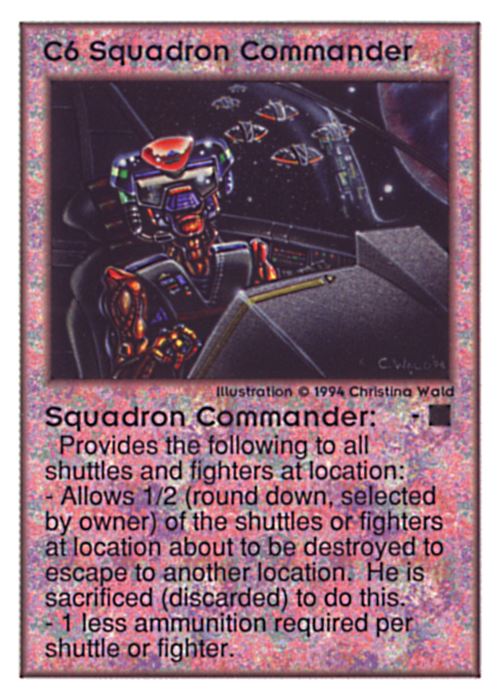 C6 Squadron Commander
C. Wald '94
Illustration © 1994 Christina Wald
Squadron Commander: -
Provides the following to all
shuttles and fighters at location:
- Allows 1/2 (round down, selected
by owner) of the shuttles or fighters
at location about to be destroyed to
escape to another location. He is
sacrificed (discarded) to do this.
- 1 less ammunition required per
shuttle or fighter.